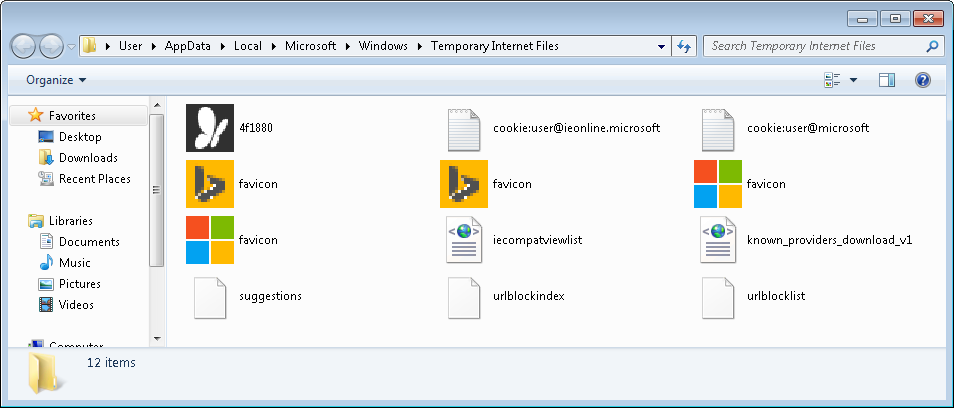 User AppData Local Microsoft Windows Temporary Internet Files
Search Temporary Internet Files
Organize
Favorites
Desktop
Downloads
Recent Places
Libraries
Documents
Music
Pictures
Videos
Computer
4f1880
cookie:user@ieonline.microsoft
cookie:user@microsoft
favicon
favicon
favicon
favicon
iecompatviewlist
known_providers_download_v1
suggestions
urlblockindex
urlblocklist
12 items